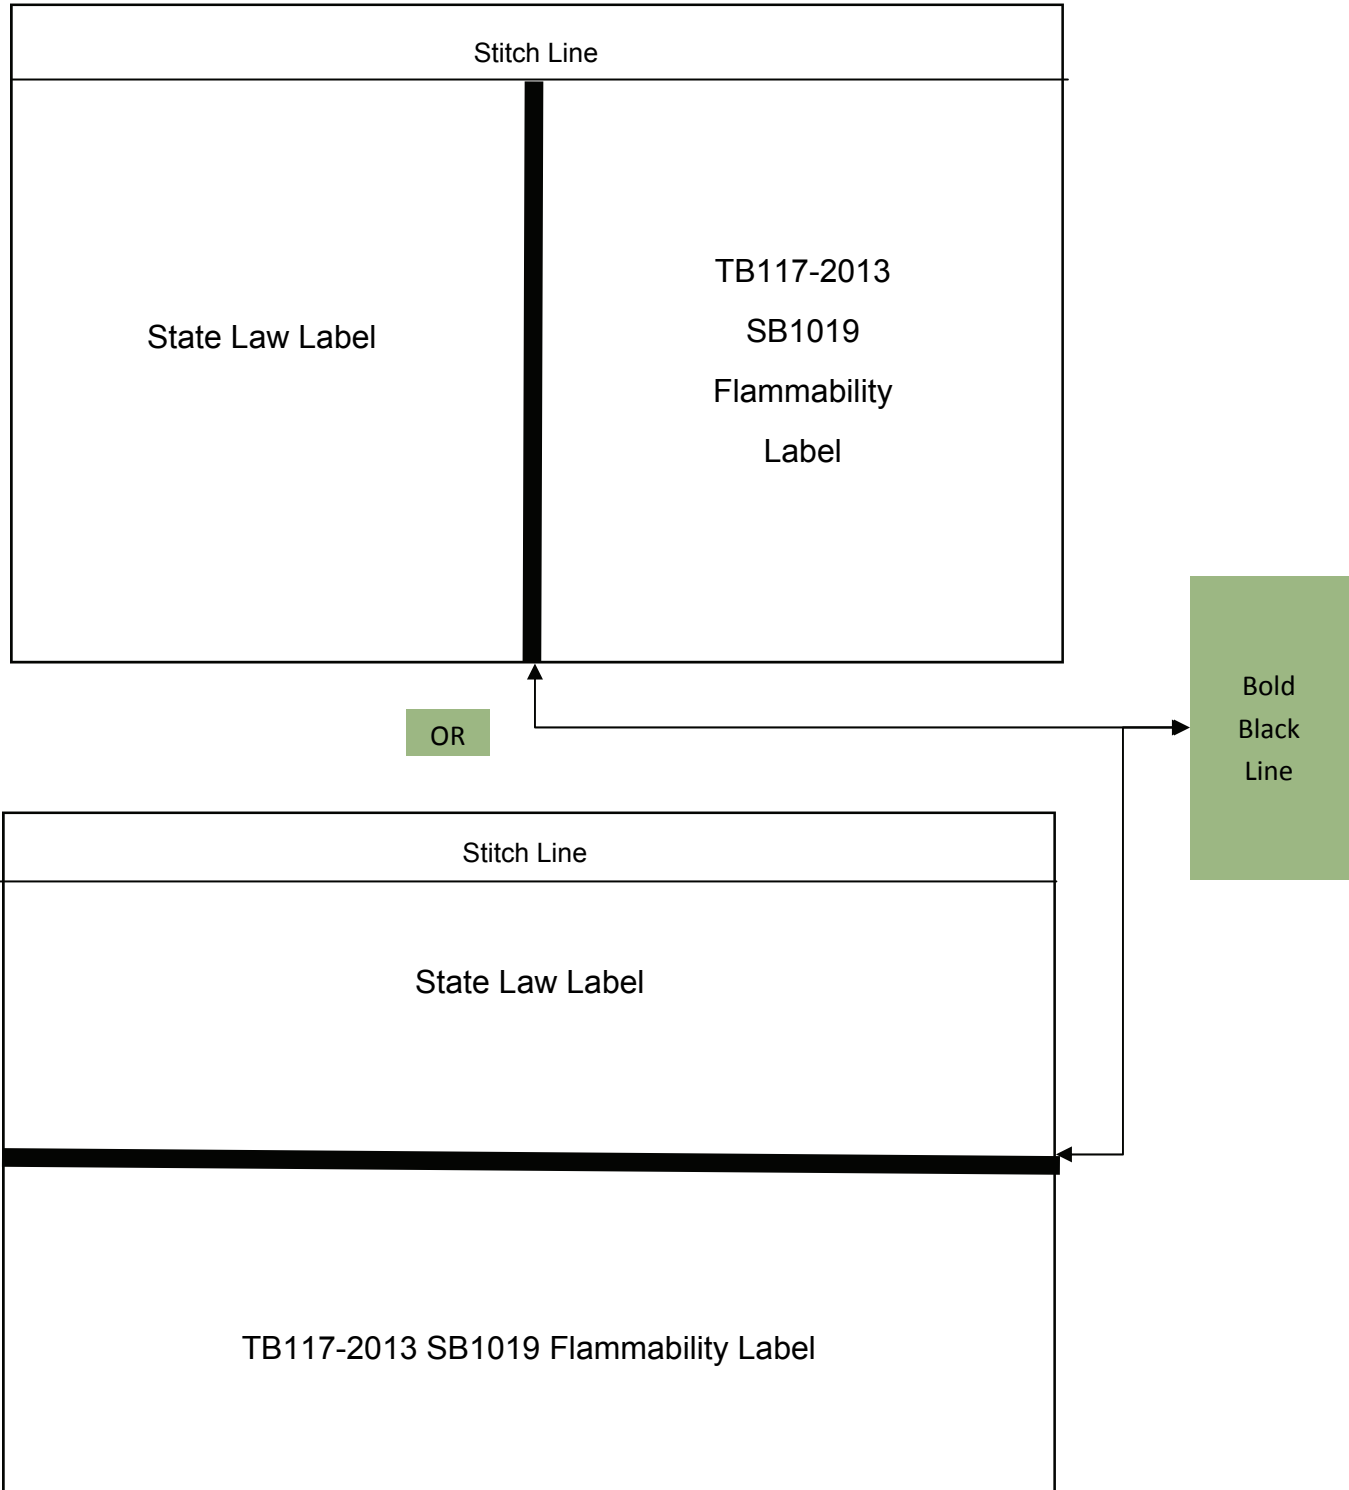 Stitch Line
State Law Label
TB117-2013
SB1019
Flammability
Label
OR
Bold
Black
Line
Stitch Line
State Law Label
TB117-2013 SB1019 Flammability Label